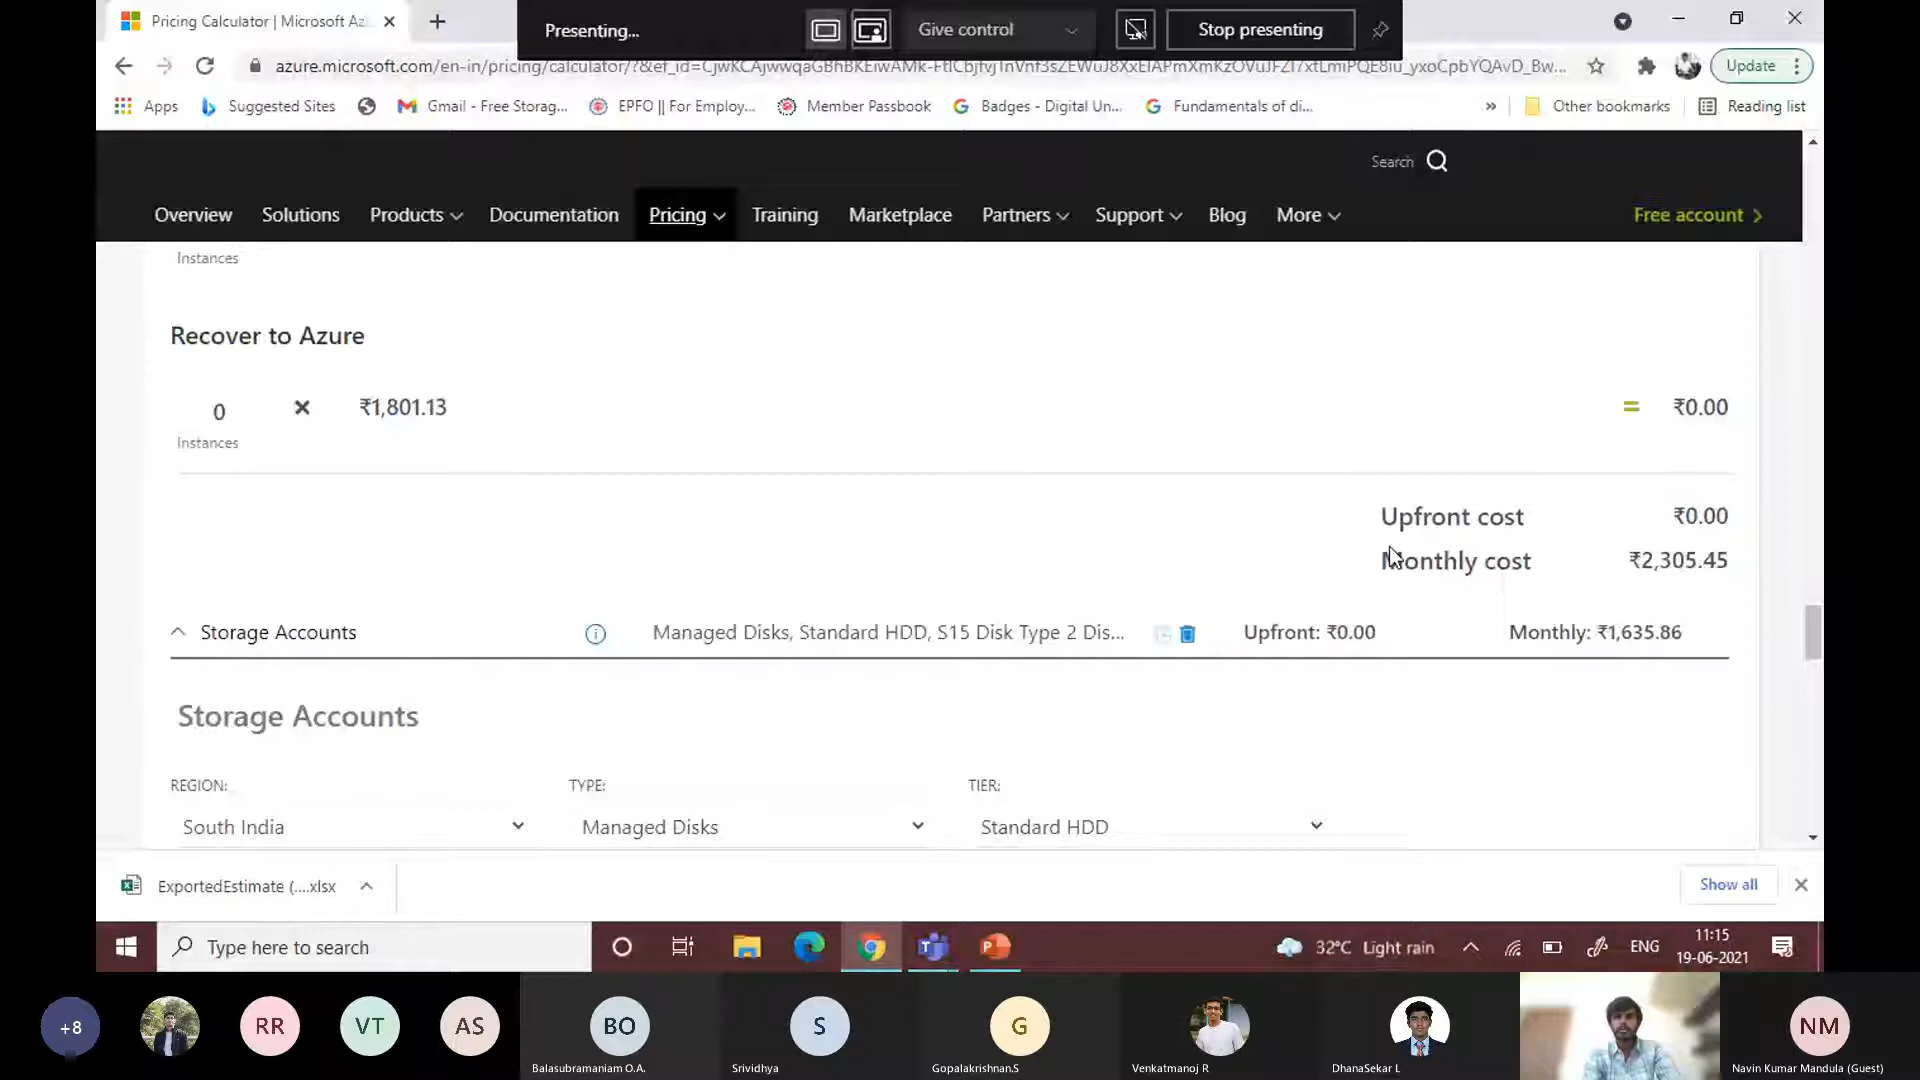 Pricing Calculator | Microsoft Az
Presenting...
Give control
Stop presenting
azure.microsoft.com/en-in/pricing/calculator/?&ef_id=
Update
Apps
Suggested Sites
Gmail - Free Storag...
EPFO || For Employ...
Member Passbook
Badges - Digital Un...
Fundamentals of di...
»
Other bookmarks
Reading list
Search
Overview
Solutions
Products
Documentation
Pricing
Training
Marketplace
Partners
Support
Blog
More
Free account
Instances
Recover to Azure
0 × ₹1,801.13 = ₹0.00
Instances
Upfront cost ₹0.00
Monthly cost ₹2,305.45
Storage Accounts
Managed Disks, Standard HDD, S15 Disk Type 2 Dis...
Upfront: ₹0.00
Monthly: ₹1,635.86
Storage Accounts
REGION: TYPE: TIER:
South India Managed Disks Standard HDD
ExportedEstimate (....xlsx
Show all
Type here to search
32°C Light rain
ENG
11:15
19-06-2021
+8
RR
VT
AS
BO
S
G
NM
Balasubramaniam O.A.
Srividhya
Gopalakrishnan.S
Venkatmanoj R
DhanaSekar L
Navin Kumar Mandula (Guest)